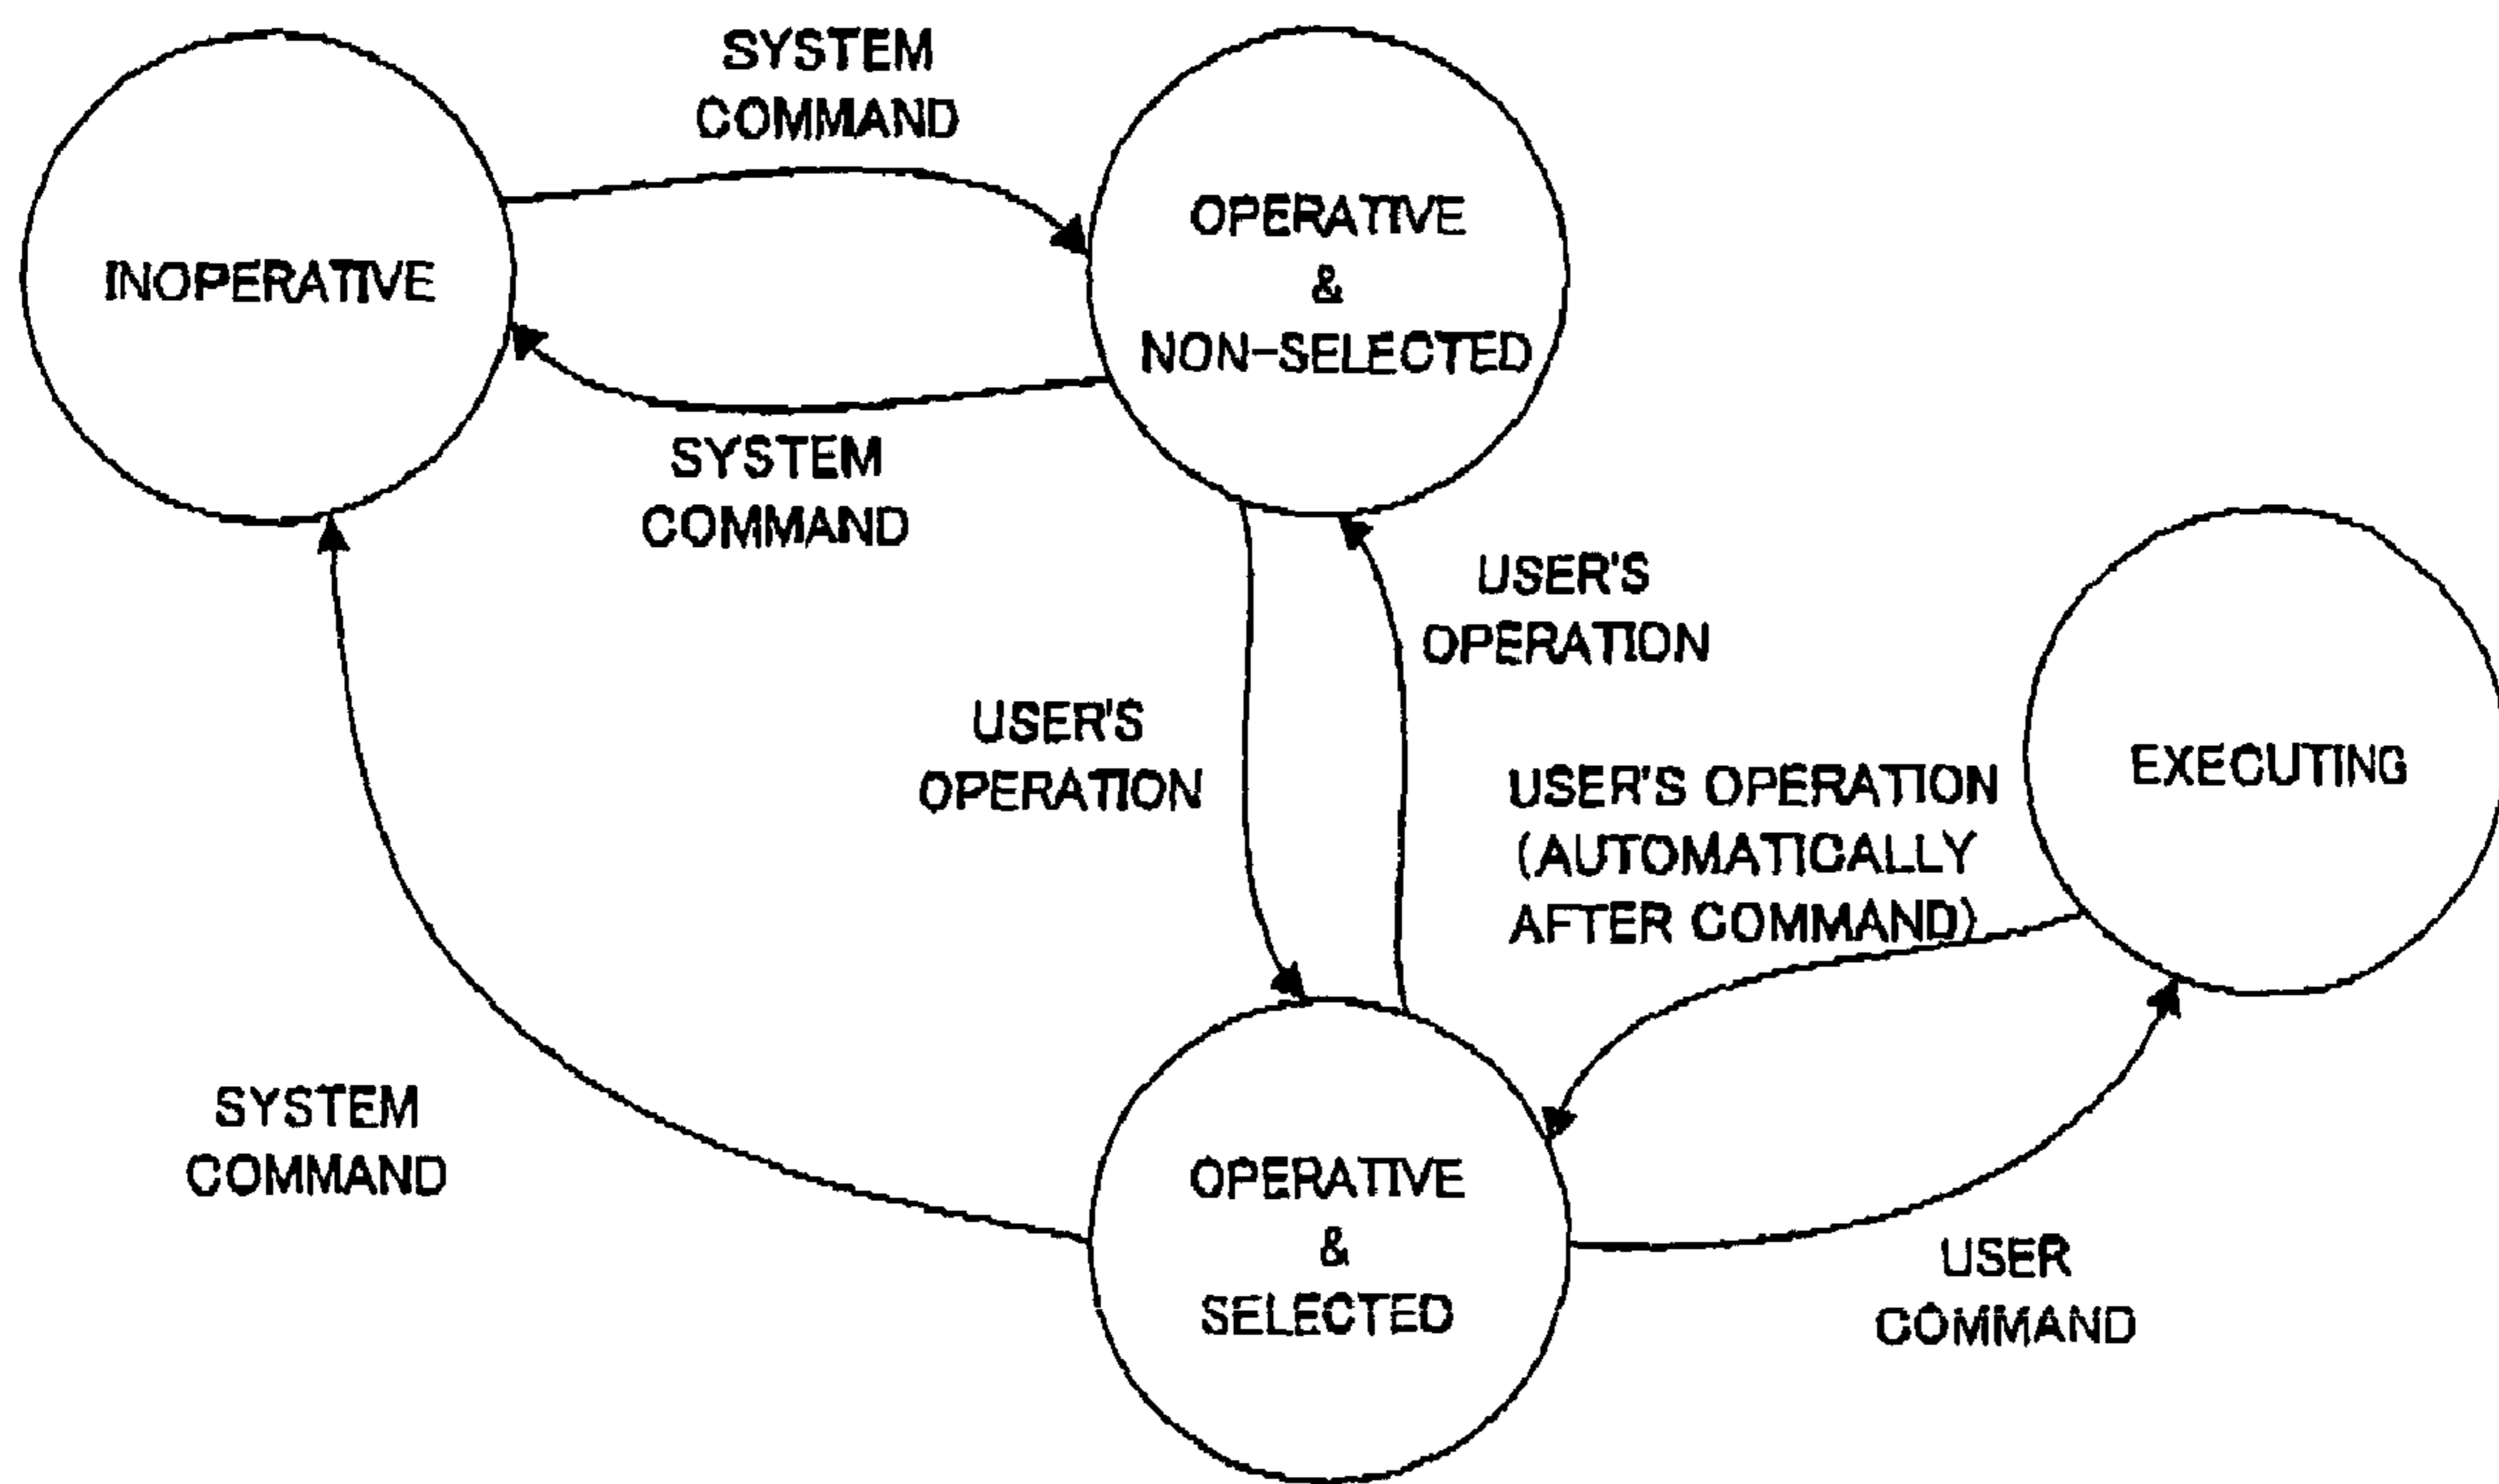 SYSTEM
COMMAND
INOPERATIVE
OPERATIVE
&
NON-SELECTED
SYSTEM
COMMAND
USER'S
OPERATION
USER'S
OPERATION
EXECUTING
USER'S OPERATION
(AUTOMATICALLY
AFTER COMMAND)
SYSTEM
COMMAND
OPERATIVE
&
SELECTED
USER
COMMAND